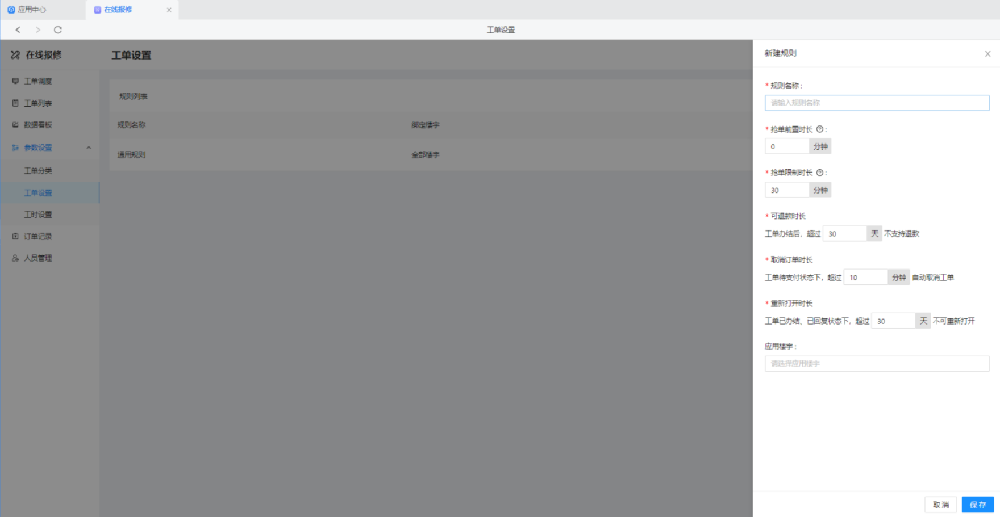 应用中心
在线报修
工单设置
在线报修
工单设置
工单调度
工单列表
数据看板
参数设置
工单分类
工单设置
工时设置
订单记录
人员管理
规则列表
规则名称 绑定楼宇
通用规则 全部楼宇
新建规则
* 规则名称：
请输入规则名称
* 抢单前置时长 ：
0 分钟
* 抢单限制时长 ：
30 分钟
* 可退款时长
工单办结后，超过 30 天 不支持退款
* 取消订单时长
工单待支付状态下，超过 10 分钟 自动取消工单
* 重新打开时长
工单已办结、已回复状态下，超过 30 天 不可重新打开
应用楼宇：
请选择应用楼宇
取消 保存